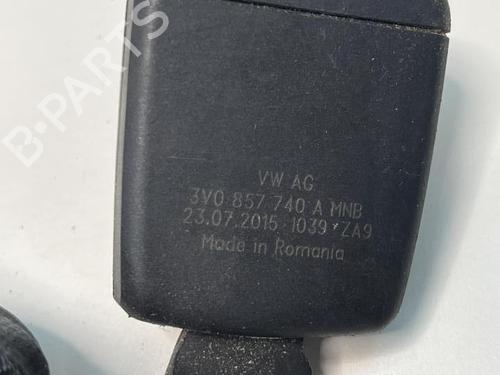 B-PARTS
VW AG
3V0 857 740 A MNB
23.07.2015 1039*ZA9
Made in Romania